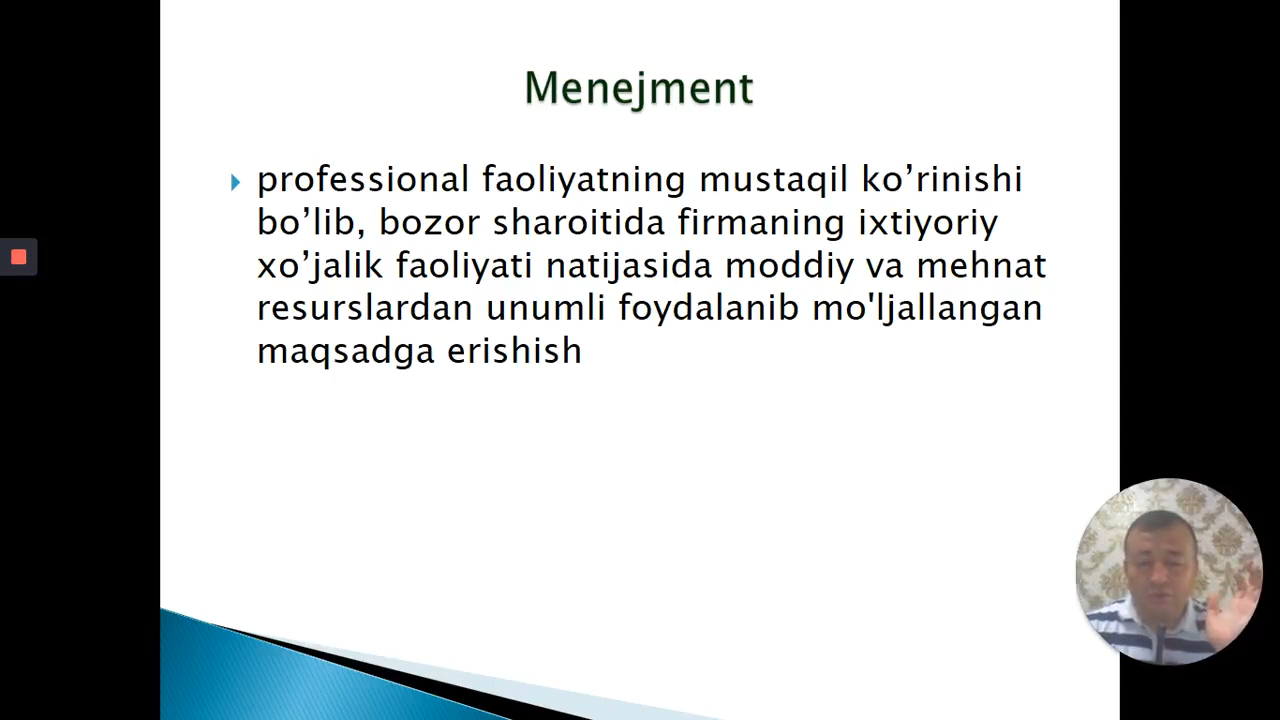 Menejment
professional faoliyatning mustaqil ko’rinishi
bo’lib, bozor sharoitida firmaning ixtiyoriy
xo’jalik faoliyati natijasida moddiy va mehnat
resurslardan unumli foydalanib mo'ljallangan
maqsadga erishish